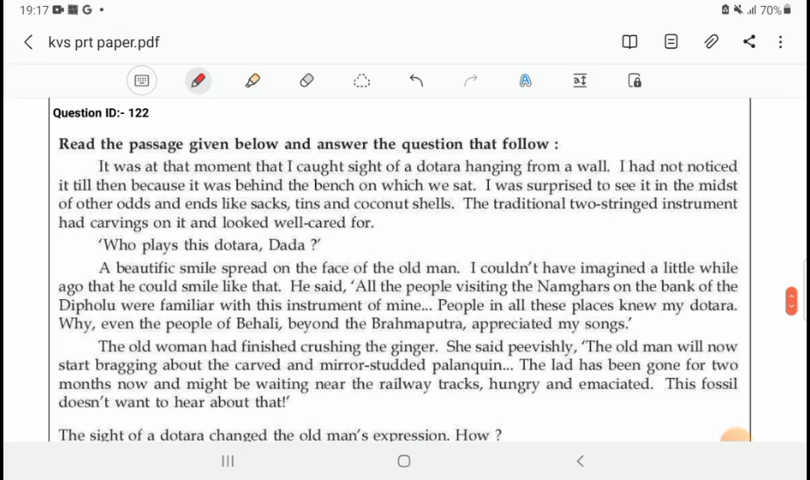 19:17 G • 70%
kvs prt paper.pdf
Question ID:- 122
Read the passage given below and answer the question that follow :
It was at that moment that I caught sight of a dotara hanging from a wall. I had not noticed
it till then because it was behind the bench on which we sat. I was surprised to see it in the midst
of other odds and ends like sacks, tins and coconut shells. The traditional two-stringed instrument
had carvings on it and looked well-cared for.
‘Who plays this dotara, Dada ?’
A beatific smile spread on the face of the old man. I couldn’t have imagined a little while
ago that he could smile like that. He said, ‘All the people visiting the Namghars on the bank of the
Dipholu were familiar with this instrument of mine... People in all these places knew my dotara.
Why, even the people of Behali, beyond the Brahmaputra, appreciated my songs.’
The old woman had finished crushing the ginger. She said peevishly, ‘The old man will now
start bragging about the carved and mirror-studded palanquin... The lad has been gone for two
months now and might be waiting near the railway tracks, hungry and emaciated. This fossil
doesn’t want to hear about that!’
The sight of a dotara changed the old man’s expression. How ?